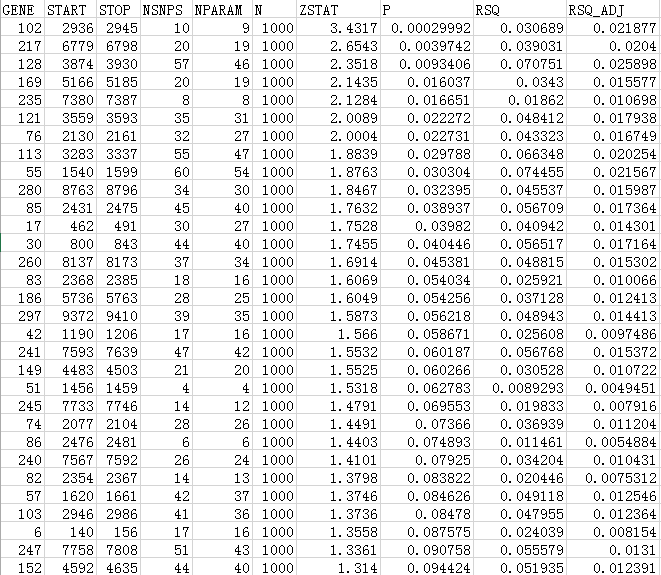 GENE START STOP NSNPS NPARAM N ZSTAT P RSQ RSQ_ADJ
102 2936 2945 10 9 1000 3.4317 0.00029992 0.030689 0.021877
217 6779 6798 20 19 1000 2.6543 0.0039742 0.039031 0.0204
128 3874 3930 57 46 1000 2.3518 0.0093406 0.070751 0.025898
169 5166 5185 20 19 1000 2.1435 0.016037 0.0343 0.015577
235 7380 7387 8 8 1000 2.1284 0.016651 0.01862 0.010698
121 3559 3593 35 31 1000 2.0089 0.022272 0.048412 0.017938
76 2130 2161 32 27 1000 2.0004 0.022731 0.043323 0.016749
113 3283 3337 55 47 1000 1.8839 0.029788 0.066348 0.020254
55 1540 1599 60 54 1000 1.8763 0.030304 0.074455 0.021567
280 8763 8796 34 30 1000 1.8467 0.032395 0.045537 0.015987
85 2431 2475 45 40 1000 1.7632 0.038937 0.056709 0.017364
17 462 491 30 27 1000 1.7528 0.03982 0.040942 0.014301
30 800 843 44 40 1000 1.7455 0.040446 0.056517 0.017164
260 8137 8173 37 34 1000 1.6914 0.045381 0.048815 0.015302
83 2368 2385 18 16 1000 1.6069 0.054034 0.025921 0.010066
186 5736 5763 28 25 1000 1.6049 0.054256 0.037128 0.012413
297 9372 9410 39 35 1000 1.5873 0.056218 0.048943 0.014413
42 1190 1206 17 16 1000 1.566 0.058671 0.025608 0.0097486
241 7593 7639 47 42 1000 1.5532 0.060187 0.056768 0.015372
149 4483 4503 21 20 1000 1.5525 0.060266 0.030528 0.010722
51 1456 1459 4 4 1000 1.5318 0.062783 0.0089293 0.0049451
245 7733 7746 14 12 1000 1.4791 0.069553 0.019833 0.007916
74 2077 2104 28 26 1000 1.4491 0.07366 0.036939 0.011204
86 2476 2481 6 6 1000 1.4403 0.074893 0.011461 0.0054884
240 7567 7592 26 24 1000 1.4101 0.07925 0.034204 0.010431
82 2354 2367 14 13 1000 1.3798 0.083822 0.020446 0.0075312
57 1620 1661 42 37 1000 1.3746 0.084626 0.049118 0.012546
103 2946 2986 41 36 1000 1.3736 0.08478 0.047955 0.012364
6 140 156 17 16 1000 1.3558 0.087575 0.024039 0.008154
247 7758 7808 51 43 1000 1.3361 0.090758 0.055579 0.0131
152 4592 4635 44 40 1000 1.314 0.094424 0.051935 0.012391